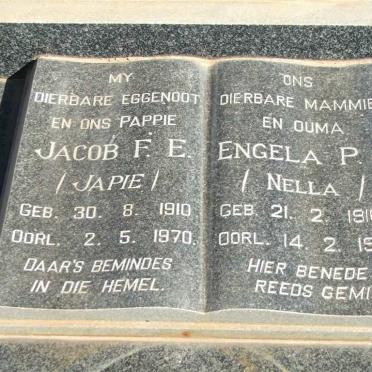 MY
DIERBARE EGGENOOT
EN ONS PAPPIE
JACOB F. E.
/ JAPIE /
GEB. 30. 8. 1910
OORL. 2. 5. 1970.
DAAR'S BEMINDES
IN DIE HEMEL.
ONS
DIERBARE MAMMIE
EN OUMA
ENGELA P.
/ NELLA /
GEB. 21. 2.
OORL. 14. 2.
HIER BENEDE
REEDS